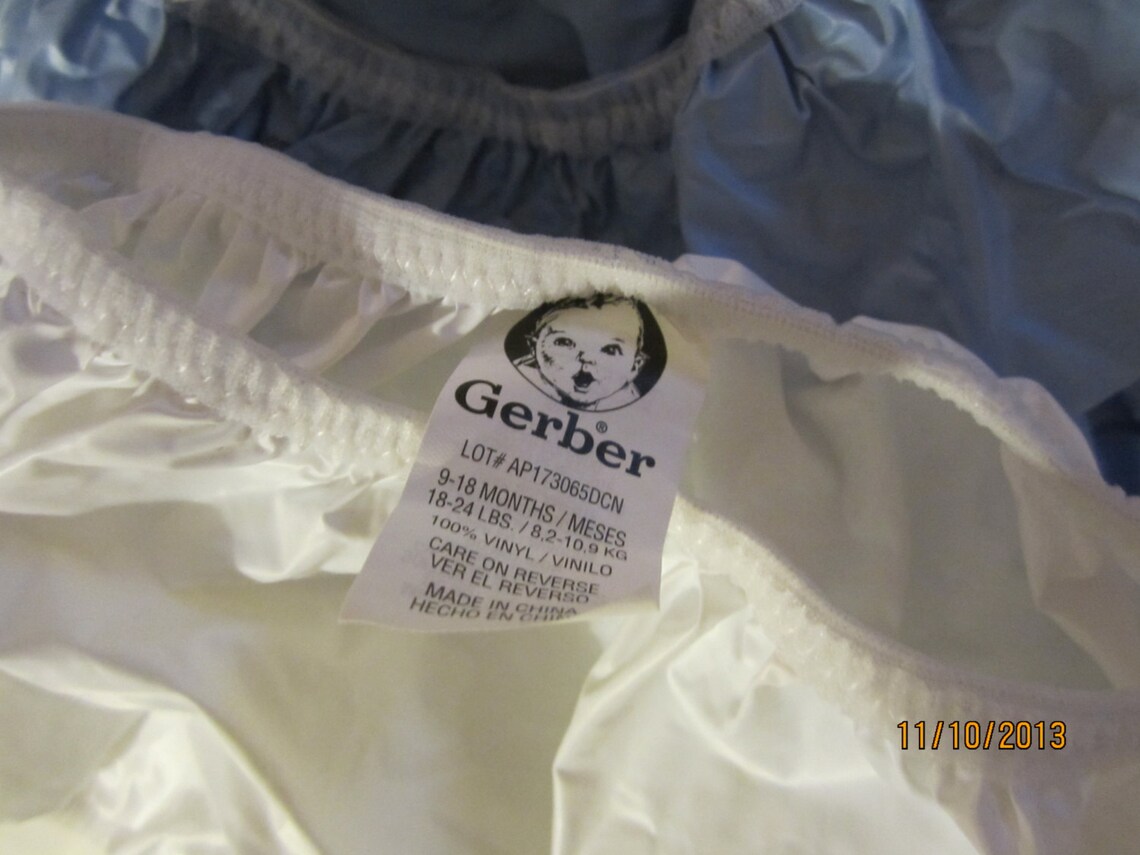 Gerber®
LOT# AP173065DCN
9-18 MONTHS / MESES
18-24 LBS. / 8,2-10,9 KG
100% VINYL / VINILO
CARE ON REVERSE
VER EL REVERSO
MADE IN CHINA
HECHO EN CHINA
11/10/2013